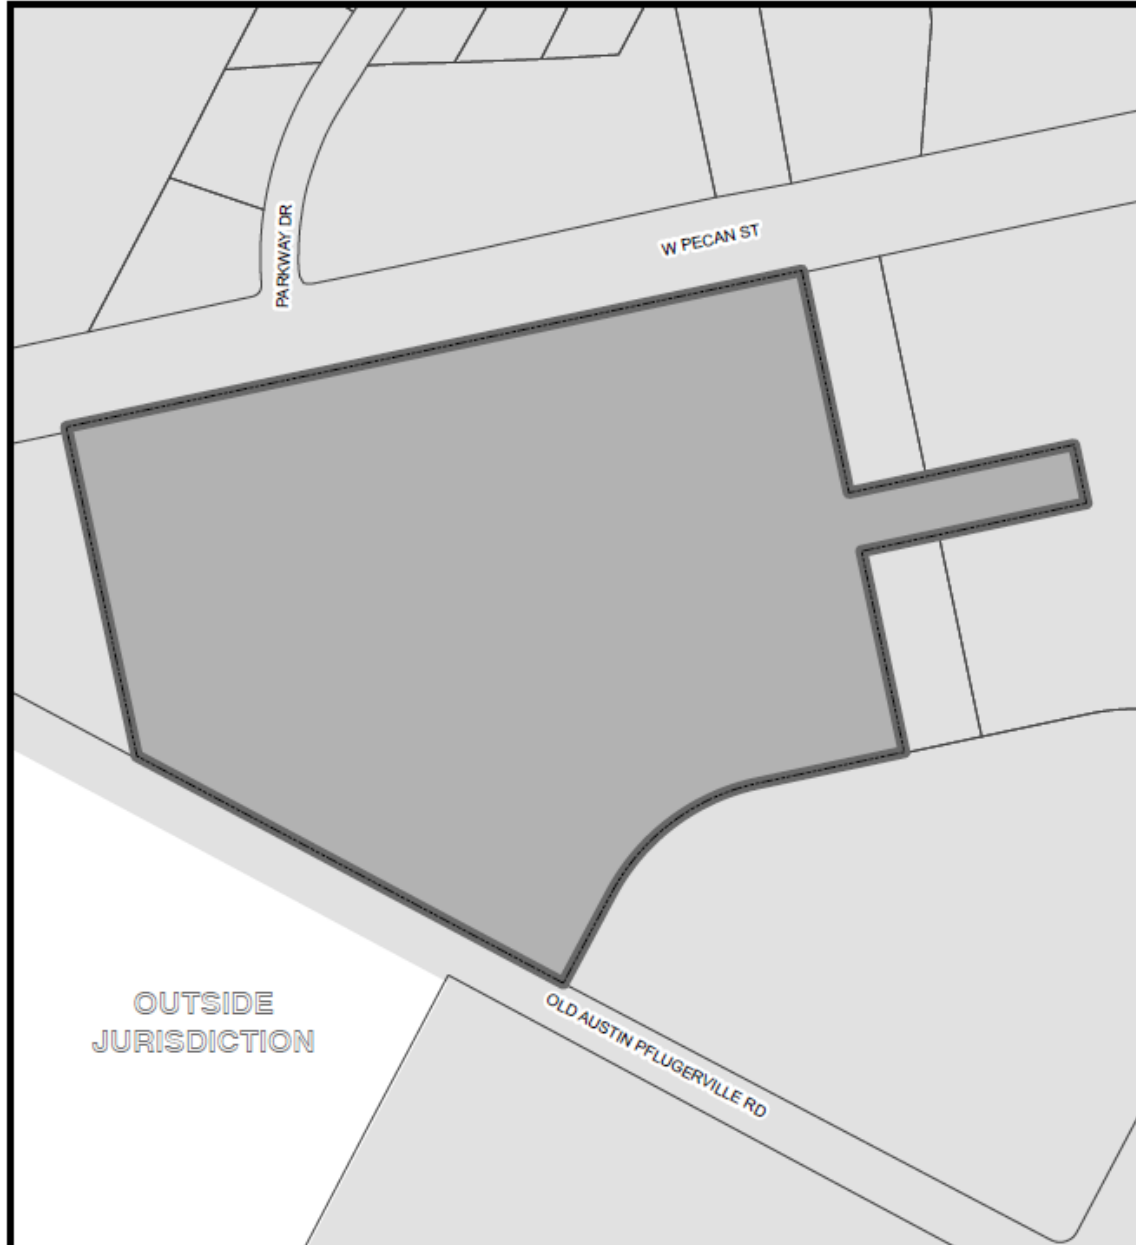 PARKWAY DR
W PECAN ST
OUTSIDE
JURISDICTION
OLD AUSTIN PFLUGERVILLE RD